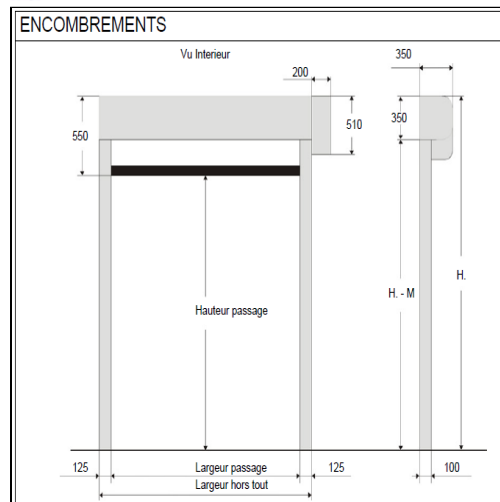 ENCOMBREMENTS
Vu Interieur
350
200
550
510
350
H.
H. - M
Hauteur passage
125
Largeur passage
125
100
Largeur hors tout